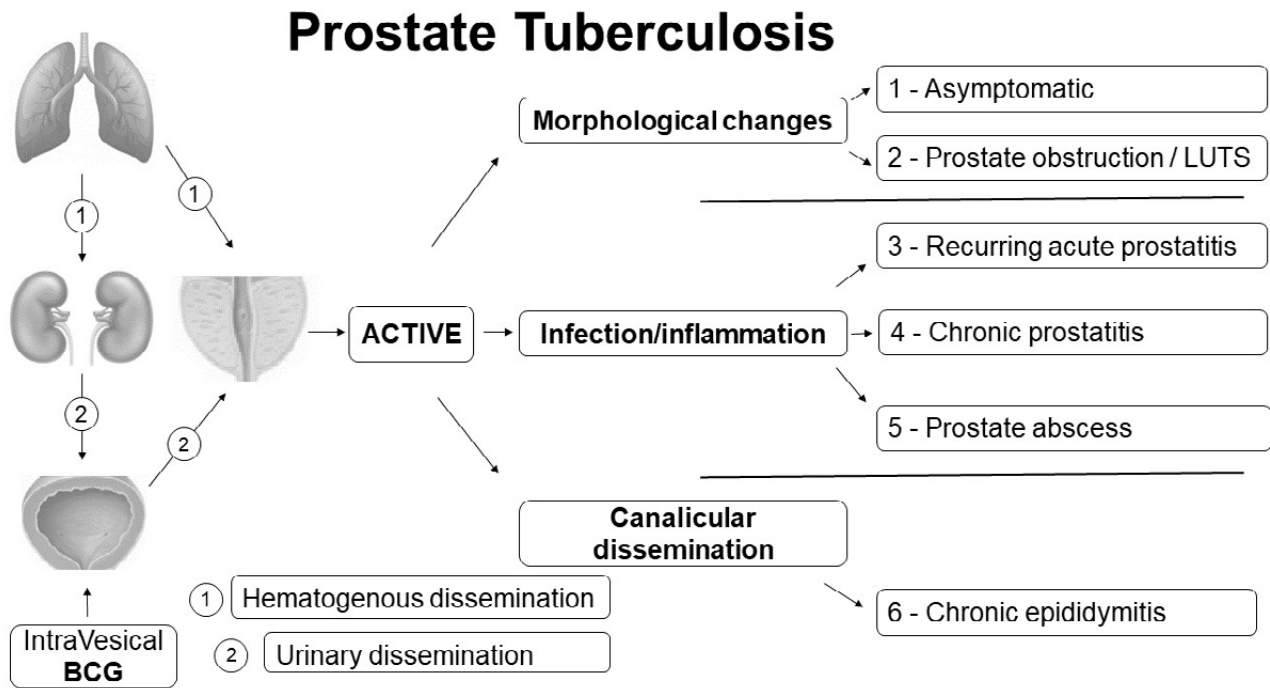 Prostate Tuberculosis
1
1
2
2
IntraVesical
BCG
ACTIVE
Morphological changes
1 - Asymptomatic
2 - Prostate obstruction / LUTS
Infection/inflammation
3 - Recurring acute prostatitis
4 - Chronic prostatitis
5 - Prostate abscess
Canalicular
dissemination
6 - Chronic epididymitis
1 Hematogenous dissemination
2 Urinary dissemination